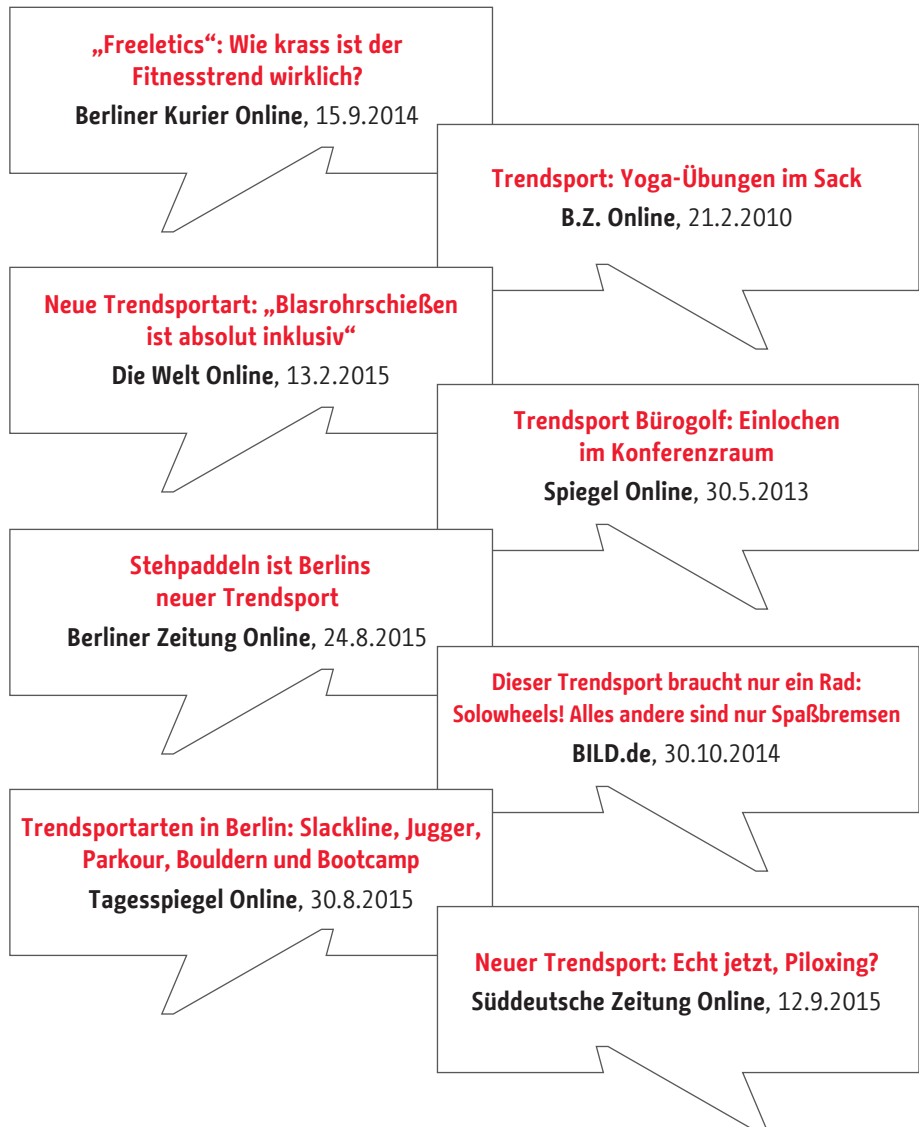 „Freeletics“: Wie krass ist der
Fitnesstrend wirklich?
Berliner Kurier Online, 15.9.2014
Trendsport: Yoga-Übungen im Sack
B.Z. Online, 21.2.2010
Neue Trendsportart: „Blasrohrschießen
ist absolut inklusiv“
Die Welt Online, 13.2.2015
Trendsport Bürogolf: Einlochen
im Konferenzraum
Spiegel Online, 30.5.2013
Stehpaddeln ist Berlins
neuer Trendsport
Berliner Zeitung Online, 24.8.2015
Dieser Trendsport braucht nur ein Rad:
Solowheels! Alles andere sind nur Spaßbremsen
BILD.de, 30.10.2014
Trendsportarten in Berlin: Slackline, Jugger,
Parkour, Bouldern und Bootcamp
Tagesspiegel Online, 30.8.2015
Neuer Trendsport: Echt jetzt, Piloxing?
Süddeutsche Zeitung Online, 12.9.2015